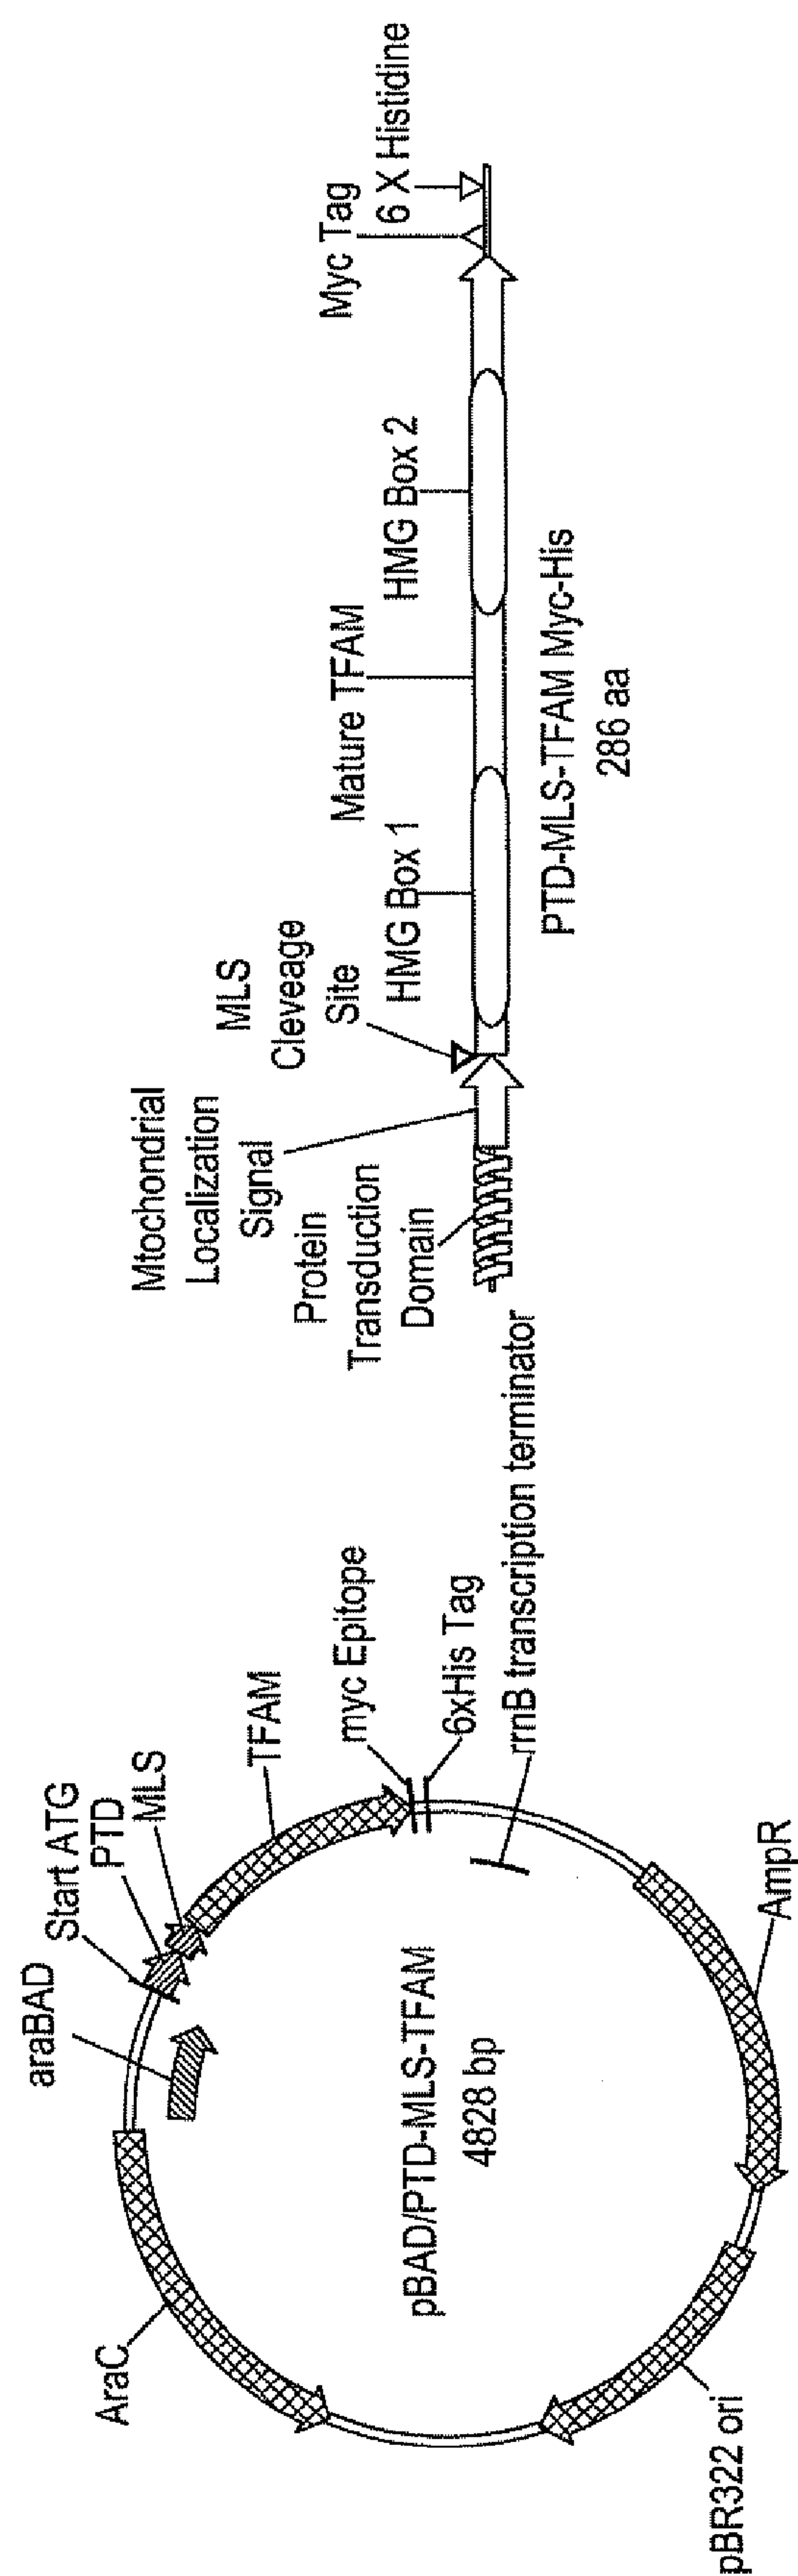 araBAD
Start ATG
PTD
MLS
TFAM
myc Epitope
6xHis Tag
rrnB transcription terminator
AmpR
pBR322 ori
AraC
pBAD/PTD-MLS-TFAM
4828 bp
Mtochondrial
Localization
Signal
Protein
Transduction
Domain
MLS
Cleveage
Site
HMG Box 1
Mature TFAM
HMG Box 2
Myc Tag
6 X Histidine
PTD-MLS-TFAM Myc-His
286 aa